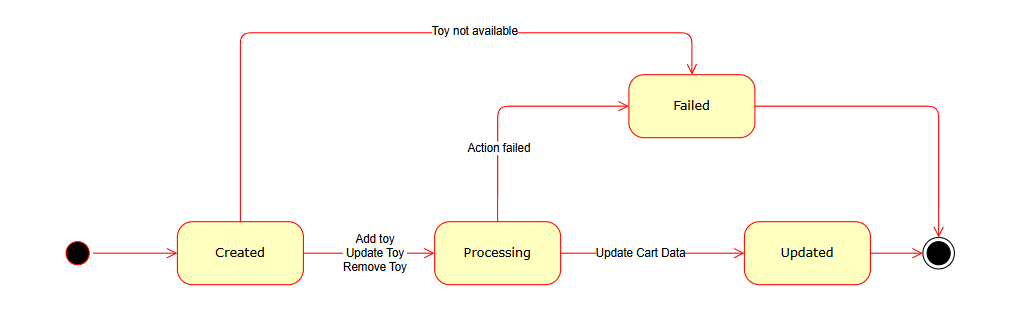 Toy not available
Failed
Action failed
Created
Add toy
Update Toy
Remove Toy
Processing
Update Cart Data
Updated